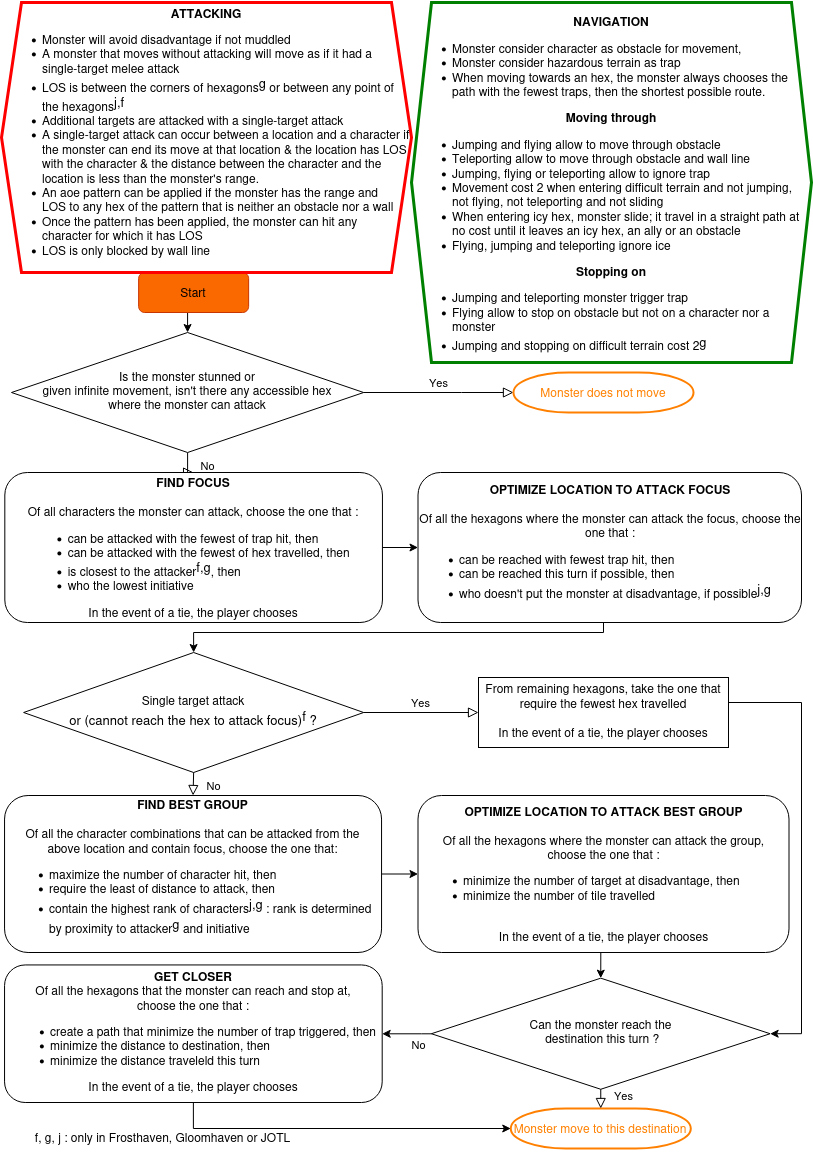 ATTACKING
Monster will avoid disadvantage if not muddled
A monster that moves without attacking will move as if it had a
single-target melee attack
LOS is between the corners of hexagonsg or between any point of
the hexagonsj,f
Additional targets are attacked with a single-target attack
A single-target attack can occur between a location and a character if
the monster can end its move at that location & the location has LOS
with the character & the distance between the character and the
location is less than the monster's range.
An aoe pattern can be applied if the monster has the range and
LOS to any hex of the pattern that is neither an obstacle nor a wall
Once the pattern has been applied, the monster can hit any
character for which it has LOS
LOS is only blocked by wall line
NAVIGATION
Monster consider character as obstacle for movement,
Monster consider hazardous terrain as trap
When moving towards an hex, the monster always chooses the
path with the fewest traps, then the shortest possible route.
Moving through
Jumping and flying allow to move through obstacle
Teleporting allow to move through obstacle and wall line
Jumping, flying or teleporting allow to ignore trap
Movement cost 2 when entering difficult terrain and not jumping,
not flying, not teleporting and not sliding
When entering icy hex, monster slide; it travel in a straight path at
no cost until it leaves an icy hex, an ally or an obstacle
Flying, jumping and teleporting ignore ice
Stopping on
Jumping and teleporting monster trigger trap
Flying allow to stop on obstacle but not on a character nor a
monster
Jumping and stopping on difficult terrain cost 2g
Start
Is the monster stunned or
given infinite movement, isn't there any accessible hex
where the monster can attack
Yes
Monster does not move
No
FIND FOCUS
Of all characters the monster can attack, choose the one that :
can be attacked with the fewest of trap hit, then
can be attacked with the fewest of hex travelled, then
is closest to the attackerf,g, then
who the lowest initiative
In the event of a tie, the player chooses
OPTIMIZE LOCATION TO ATTACK FOCUS
Of all the hexagons where the monster can attack the focus, choose the
one that :
can be reached with fewest trap hit, then
can be reached this turn if possible, then
who doesn't put the monster at disadvantage, if possiblej,g
Single target attack
or (cannot reach the hex to attack focus)f ?
Yes
From remaining hexagons, take the one that
require the fewest hex travelled
In the event of a tie, the player chooses
No
FIND BEST GROUP
Of all the character combinations that can be attacked from the
above location and contain focus, choose the one that:
maximize the number of character hit, then
require the least of distance to attack, then
contain the highest rank of charactersj,g : rank is determined
by proximity to attackerg and initiative
OPTIMIZE LOCATION TO ATTACK BEST GROUP
Of all the hexagons where the monster can attack the group,
choose the one that :
minimize the number of target at disadvantage, then
minimize the number of tile travelled
In the event of a tie, the player chooses
GET CLOSER
Of all the hexagons that the monster can reach and stop at,
choose the one that :
create a path that minimize the number of trap triggered, then
minimize the distance to destination, then
minimize the distance traveleld this turn
In the event of a tie, the player chooses
Can the monster reach the
destination this turn ?
No
Yes
Monster move to this destination
f, g, j : only in Frosthaven, Gloomhaven or JOTL